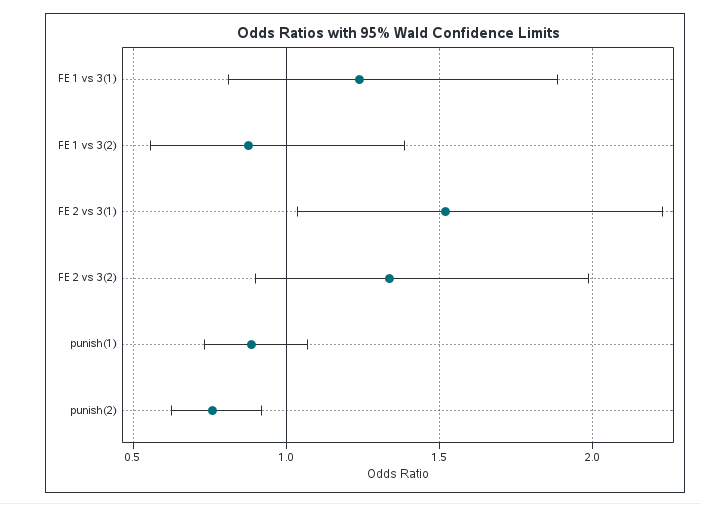 Odds Ratios with 95% Wald Confidence Limits
FE 1 vs 3(1)
FE 1 vs 3(2)
FE 2 vs 3(1)
FE 2 vs 3(2)
punish(1)
punish(2)
0.5 1.0 1.5 2.0
Odds Ratio